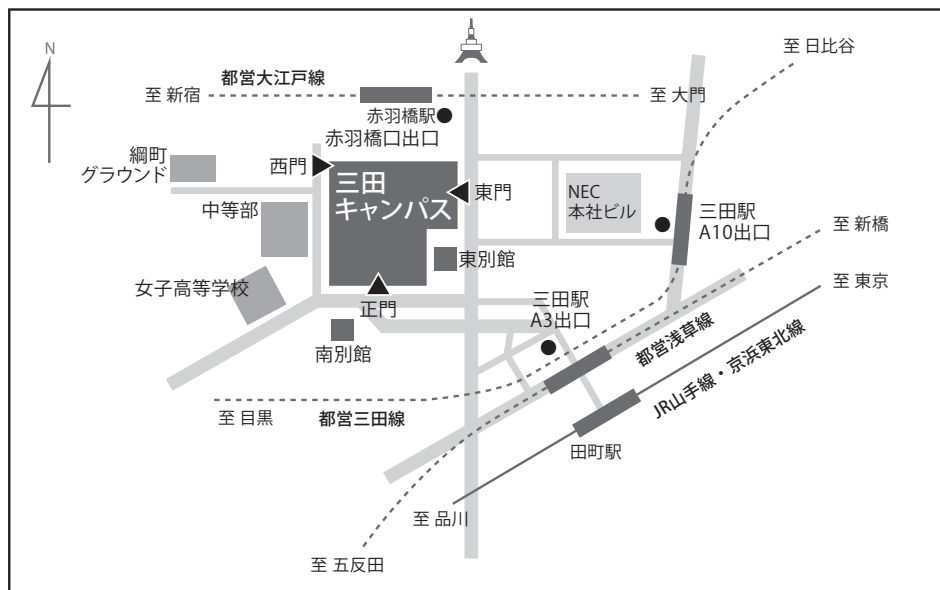 N
至 日比谷
都営大江戸線
至 新宿
至 大門
赤羽橋駅
赤羽橋口出口
綱町
グラウンド
西門
三田
キャンパス
東門
NEC
本社ビル
中等部
三田駅
A10出口
至 新橋
東別館
女子高等学校
至 東京
正門
三田駅
A3出口
南別館
都営浅草線
JR山手線・京浜東北線
至 目黒
都営三田線
田町駅
至 品川
至 五反田